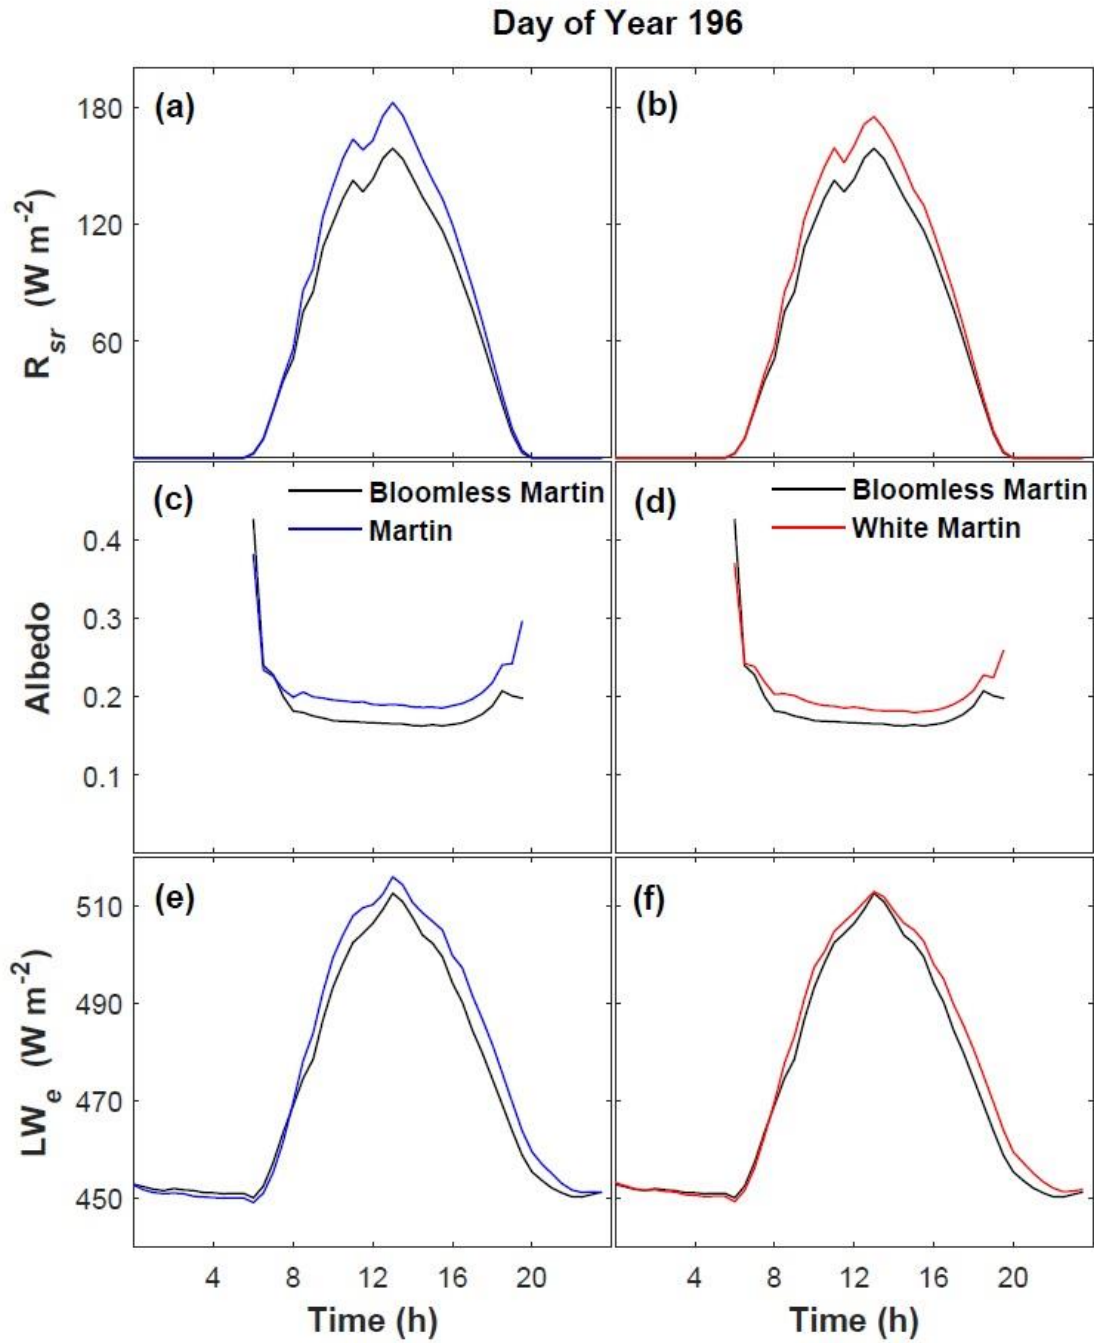 Day of Year 196
(a)
(b)
R_sr (W m^-2)
180
120
60
(c)
Bloomless Martin
Martin
(d)
Bloomless Martin
White Martin
Albedo
0.4
0.3
0.2
0.1
(e)
(f)
LW_e (W m^-2)
510
490
470
450
4 8 12 16 20
4 8 12 16 20
Time (h)
Time (h)